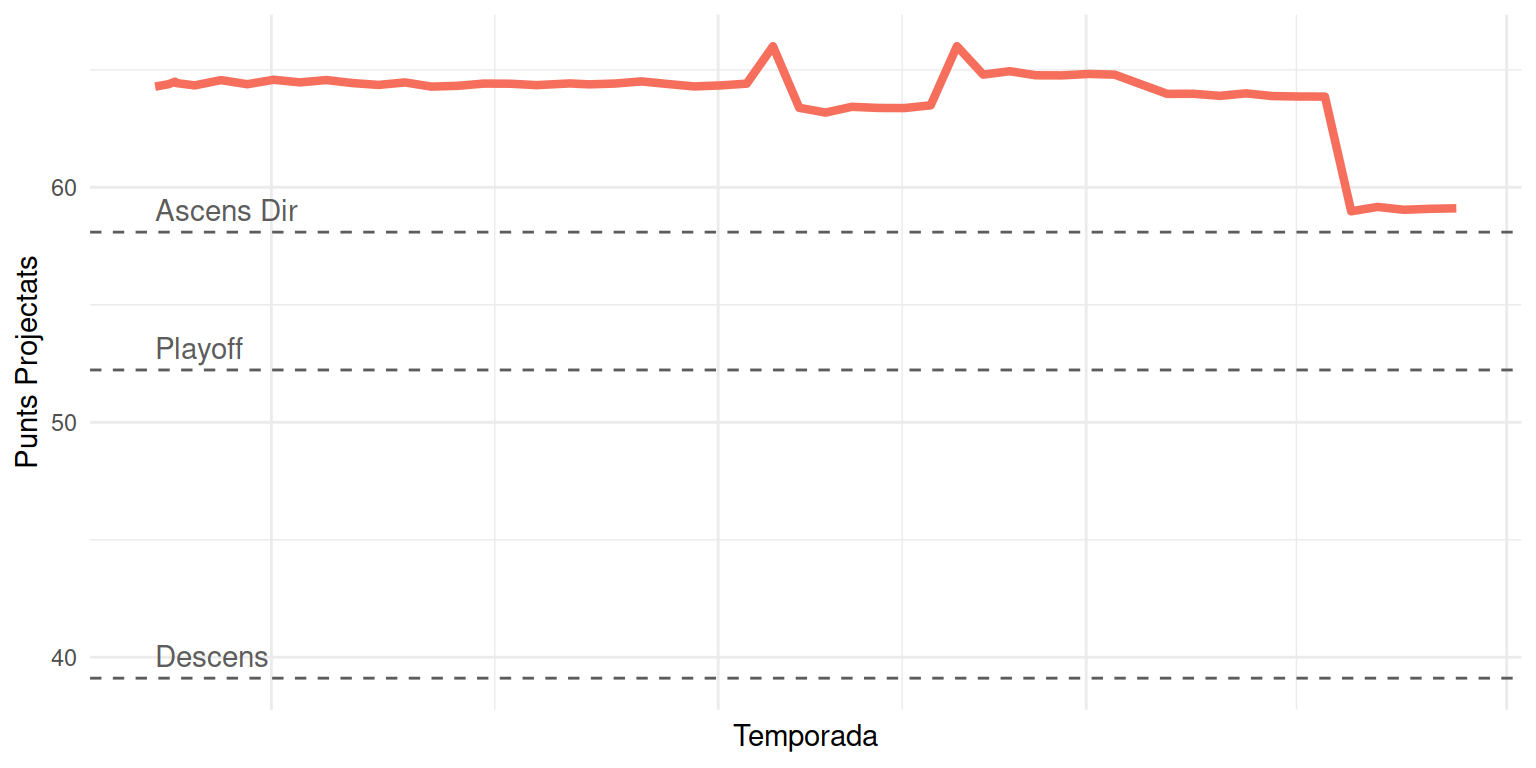 60
Ascens Dir
Playoff
50
Descens
40
Punts Projectats
Temporada